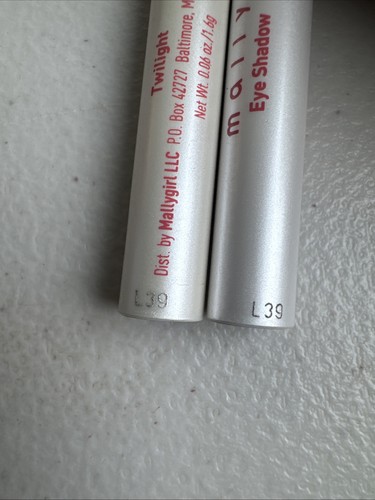 Twilight
Dist. by Mallygirl LLC P.O. Box 42727 Baltimore, M
Net Wt. 0.06 oz/1.6g
L39
mally
Eye Shadow
L39